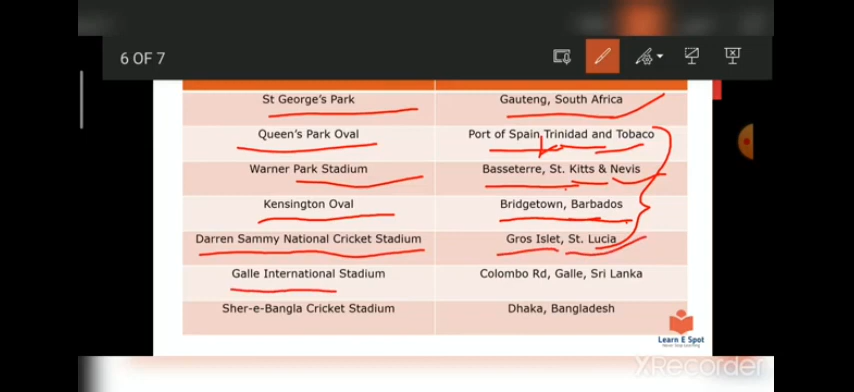 6 OF 7
St George's Park Gauteng, South Africa
Queen's Park Oval Port of Spain, Trinidad and Tobaco
Warner Park Stadium Basseterre, St. Kitts & Nevis
Kensington Oval Bridgetown, Barbados
Darren Sammy National Cricket Stadium Gros Islet, St. Lucia
Galle International Stadium Colombo Rd, Galle, Sri Lanka
Sher-e-Bangla Cricket Stadium Dhaka, Bangladesh
Learn E Spot
XRecorder